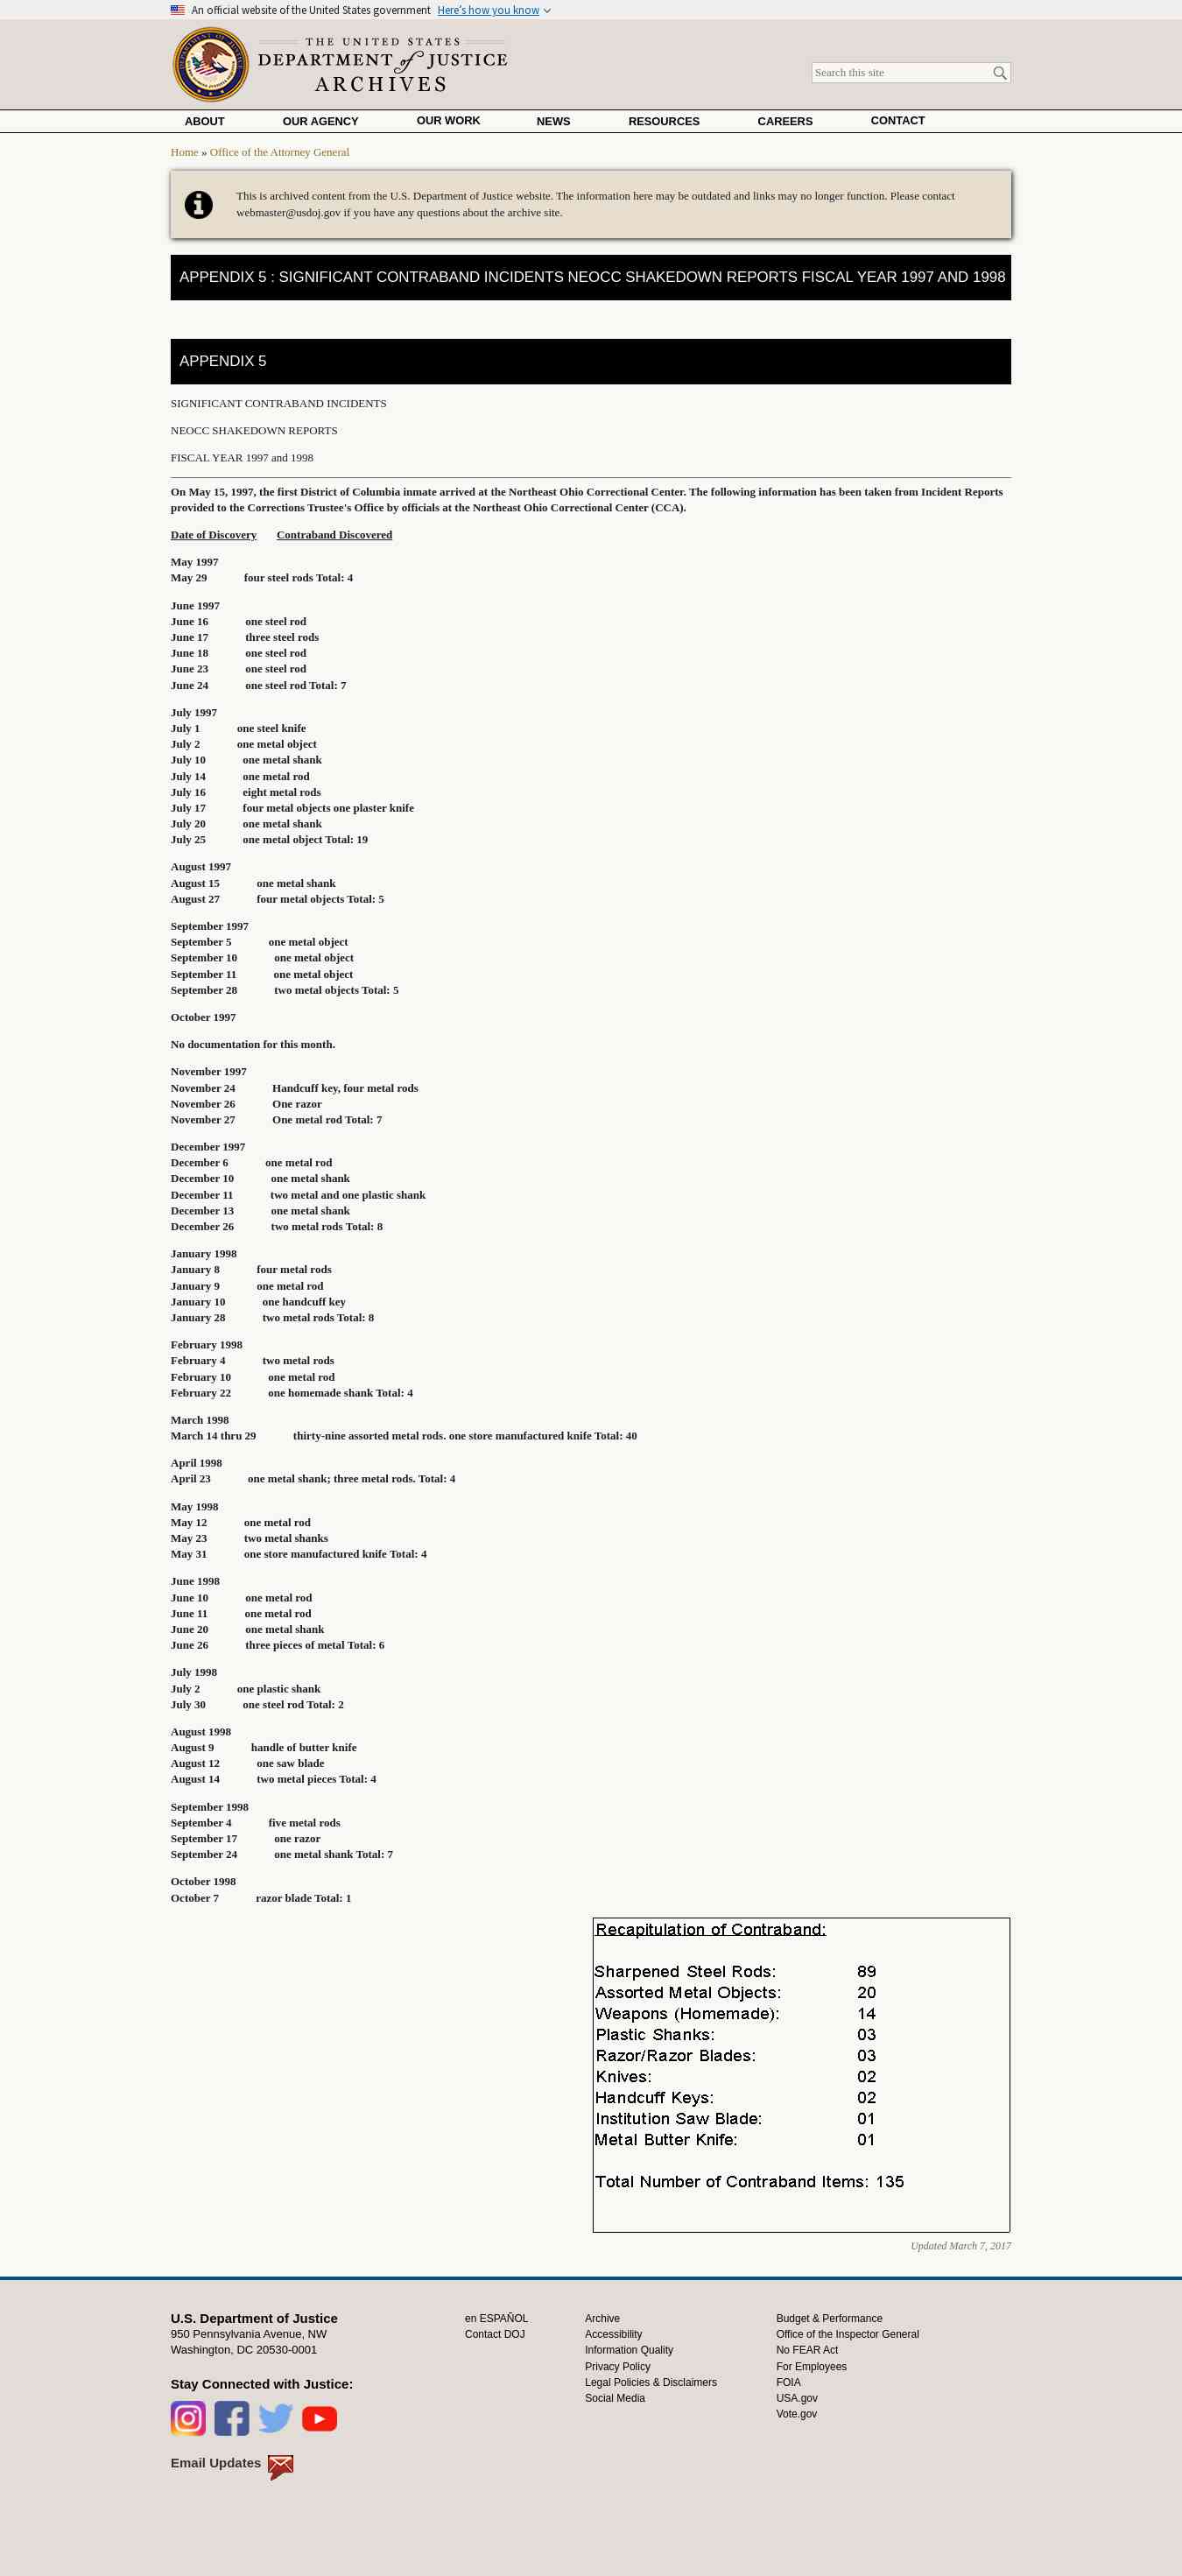 An official website of the United States government Here's how you know
THE UNITED STATES
DEPARTMENT of JUSTICE
ARCHIVES
Search this site
ABOUT OUR AGENCY OUR WORK NEWS RESOURCES CAREERS CONTACT
Home » Office of the Attorney General
This is archived content from the U.S. Department of Justice website. The information here may be outdated and links may no longer function. Please contact
webmaster@usdoj.gov if you have any questions about the archive site.
APPENDIX 5 : SIGNIFICANT CONTRABAND INCIDENTS NEOCC SHAKEDOWN REPORTS FISCAL YEAR 1997 AND 1998
APPENDIX 5
SIGNIFICANT CONTRABAND INCIDENTS
NEOCC SHAKEDOWN REPORTS
FISCAL YEAR 1997 and 1998
On May 15, 1997, the first District of Columbia inmate arrived at the Northeast Ohio Correctional Center. The following information has been taken from Incident Reports
provided to the Corrections Trustee's Office by officials at the Northeast Ohio Correctional Center (CCA).
Date of Discovery Contraband Discovered
May 1997
May 29 four steel rods Total: 4
June 1997
June 16 one steel rod
June 17 three steel rods
June 18 one steel rod
June 23 one steel rod
June 24 one steel rod Total: 7
July 1997
July 1 one steel knife
July 2 one metal object
July 10 one metal shank
July 14 one metal rod
July 16 eight metal rods
July 17 four metal objects one plaster knife
July 20 one metal shank
July 25 one metal object Total: 19
August 1997
August 15 one metal shank
August 27 four metal objects Total: 5
September 1997
September 5 one metal object
September 10 one metal object
September 11 one metal object
September 28 two metal objects Total: 5
October 1997
No documentation for this month.
November 1997
November 24 Handcuff key, four metal rods
November 26 One razor
November 27 One metal rod Total: 7
December 1997
December 6 one metal rod
December 10 one metal shank
December 11 two metal and one plastic shank
December 13 one metal shank
December 26 two metal rods Total: 8
January 1998
January 8 four metal rods
January 9 one metal rod
January 10 one handcuff key
January 28 two metal rods Total: 8
February 1998
February 4 two metal rods
February 10 one metal rod
February 22 one homemade shank Total: 4
March 1998
March 14 thru 29 thirty-nine assorted metal rods. one store manufactured knife Total: 40
April 1998
April 23 one metal shank; three metal rods. Total: 4
May 1998
May 12 one metal rod
May 23 two metal shanks
May 31 one store manufactured knife Total: 4
June 1998
June 10 one metal rod
June 11 one metal rod
June 20 one metal shank
June 26 three pieces of metal Total: 6
July 1998
July 2 one plastic shank
July 30 one steel rod Total: 2
August 1998
August 9 handle of butter knife
August 12 one saw blade
August 14 two metal pieces Total: 4
September 1998
September 4 five metal rods
September 17 one razor
September 24 one metal shank Total: 7
October 1998
October 7 razor blade Total: 1
Recapitulation of Contraband:
Sharpened Steel Rods: 89
Assorted Metal Objects: 20
Weapons (Homemade): 14
Plastic Shanks: 03
Razor/Razor Blades: 03
Knives: 02
Handcuff Keys: 02
Institution Saw Blade: 01
Metal Butter Knife: 01
Total Number of Contraband Items: 135
Updated March 7, 2017
U.S. Department of Justice
950 Pennsylvania Avenue, NW
Washington, DC 20530-0001
Stay Connected with Justice:
Email Updates
en ESPAÑOL
Contact DOJ
Archive
Accessibility
Information Quality
Privacy Policy
Legal Policies & Disclaimers
Social Media
Budget & Performance
Office of the Inspector General
No FEAR Act
For Employees
FOIA
USA.gov
Vote.gov